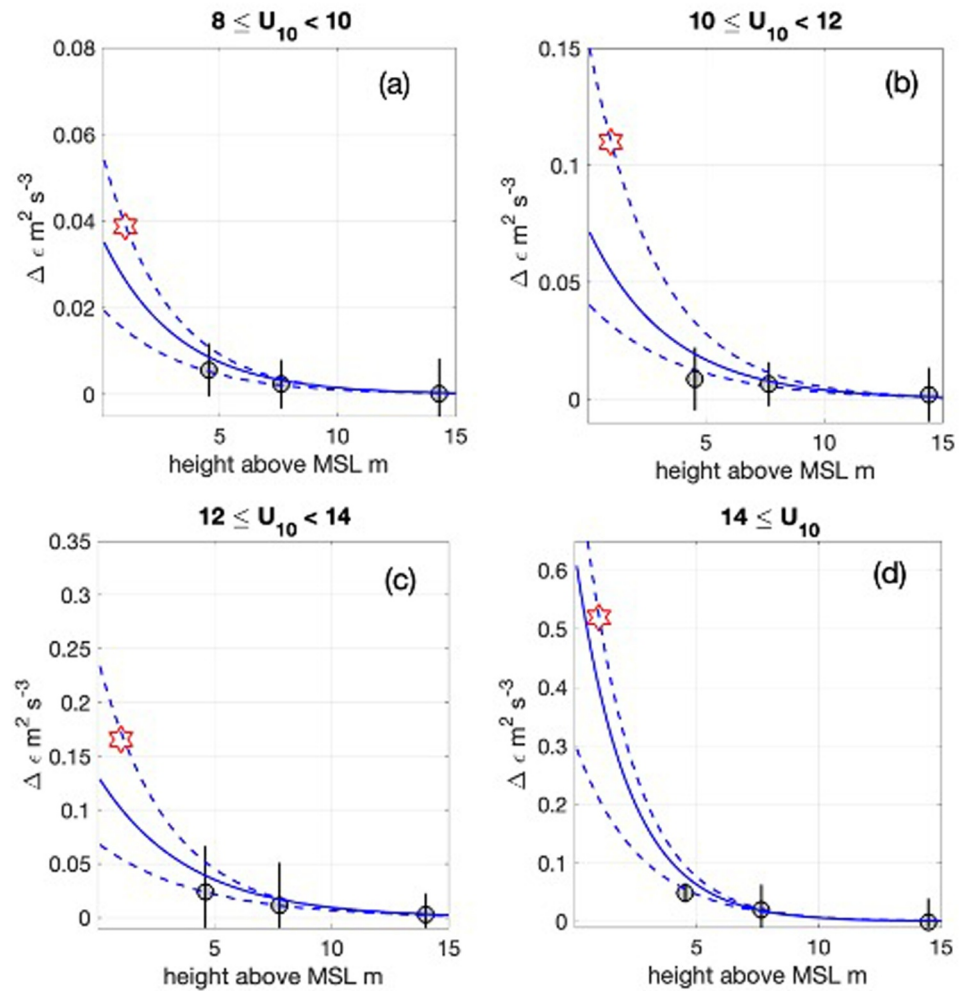 8 ≤ U10 < 10
10 ≤ U10 < 12
0.08
0.06
0.04
0.02
0
(a)
Δ ϵ m2 s-3
5
10
15
height above MSL m
0.15
0.1
0.05
0
(b)
Δ ϵ m2 s-3
5
10
15
height above MSL m
12 ≤ U10 < 14
14 ≤ U10
0.35
0.3
0.25
0.2
0.15
0.1
0.05
0
(c)
Δ ϵ m2 s-3
5
10
15
height above MSL m
0.6
0.5
0.4
0.3
0.2
0.1
0
(d)
Δ ϵ m2 s-3
5
10
15
height above MSL m